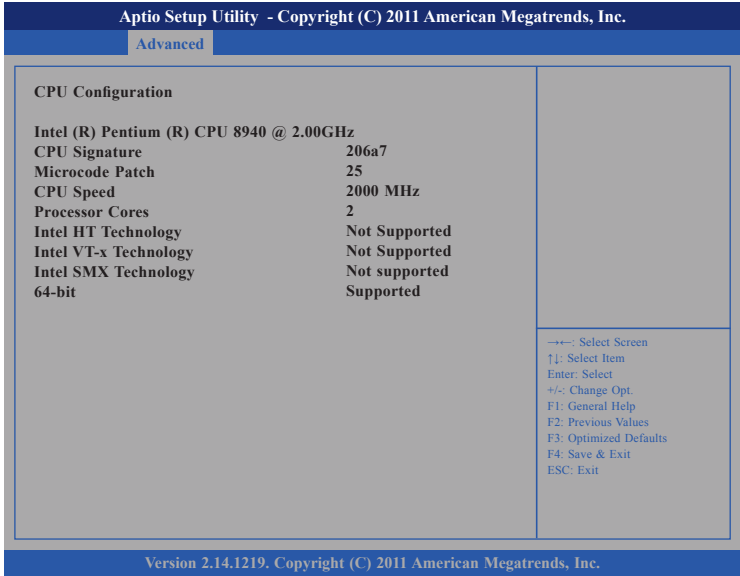 Aptio Setup Utility - Copyright (C) 2011 American Megatrends, Inc.
Advanced
CPU Configuration
Intel (R) Pentium (R) CPU 8940 @ 2.00GHz
CPU Signature 206a7
Microcode Patch 25
CPU Speed 2000 MHz
Processor Cores 2
Intel HT Technology Not Supported
Intel VT-x Technology Not Supported
Intel SMX Technology Not supported
64-bit Supported
→←: Select Screen
↑↓: Select Item
Enter: Select
+/-: Change Opt.
F1: General Help
F2: Previous Values
F3: Optimized Defaults
F4: Save & Exit
ESC: Exit
Version 2.14.1219. Copyright (C) 2011 American Megatrends, Inc.